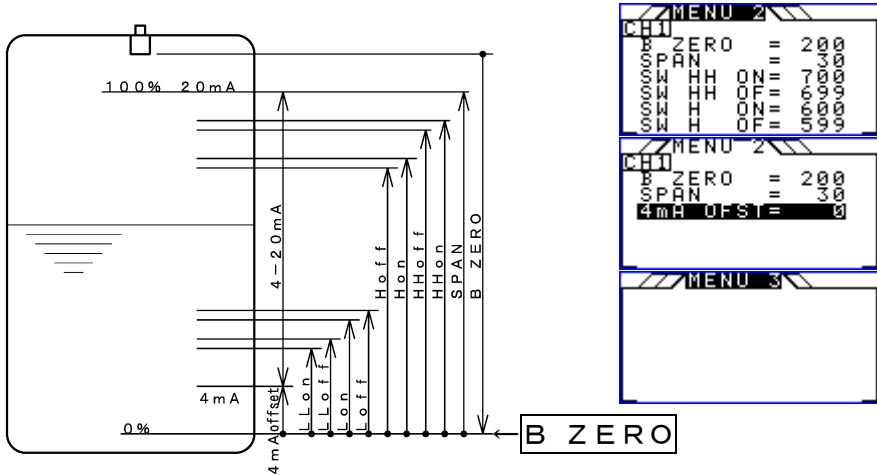 100% 20mA
4-20mA
Hoff
Hon
HHoff
HHon
SPAN
B ZERO
LLon
LLoff
Lon
Loff
4mA
4mAoffset
0%
B ZERO
MENU 2
CH1
B ZERO = 200
SPAN = 30
SW HH ON= 700
SW HH OF= 699
SW H ON= 600
SW H OF= 599
MENU 2
CH1
B ZERO = 200
SPAN = 30
4mA OFST= 0
MENU 3